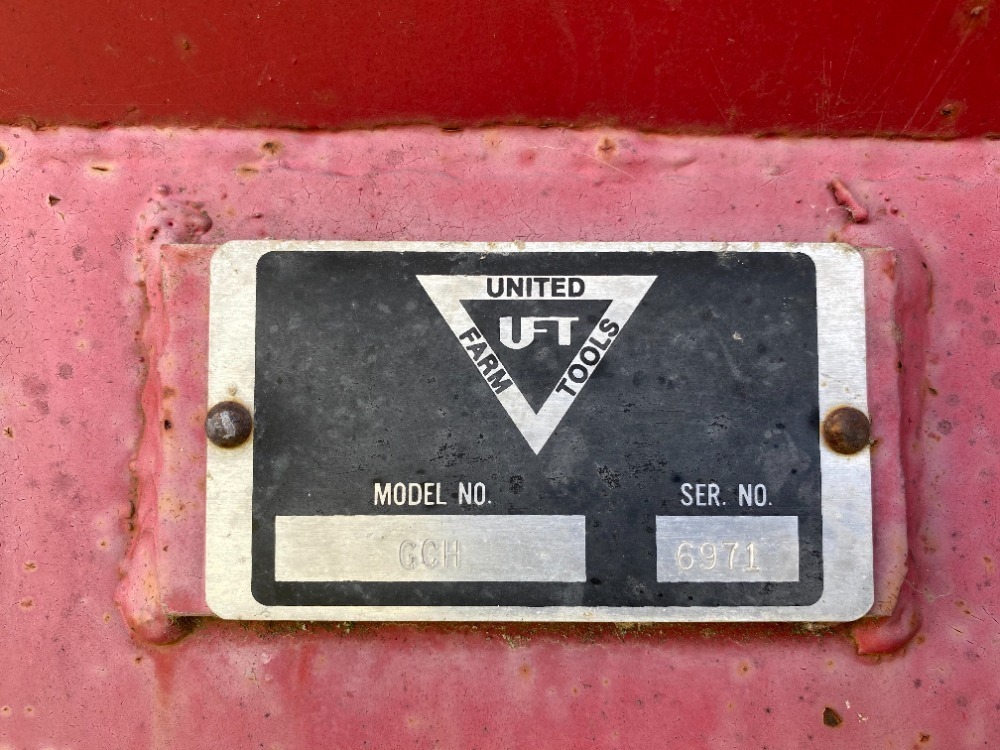 UNITED
FARM
TOOLS
UFT
MODEL NO.
SER. NO.
GCH
6971